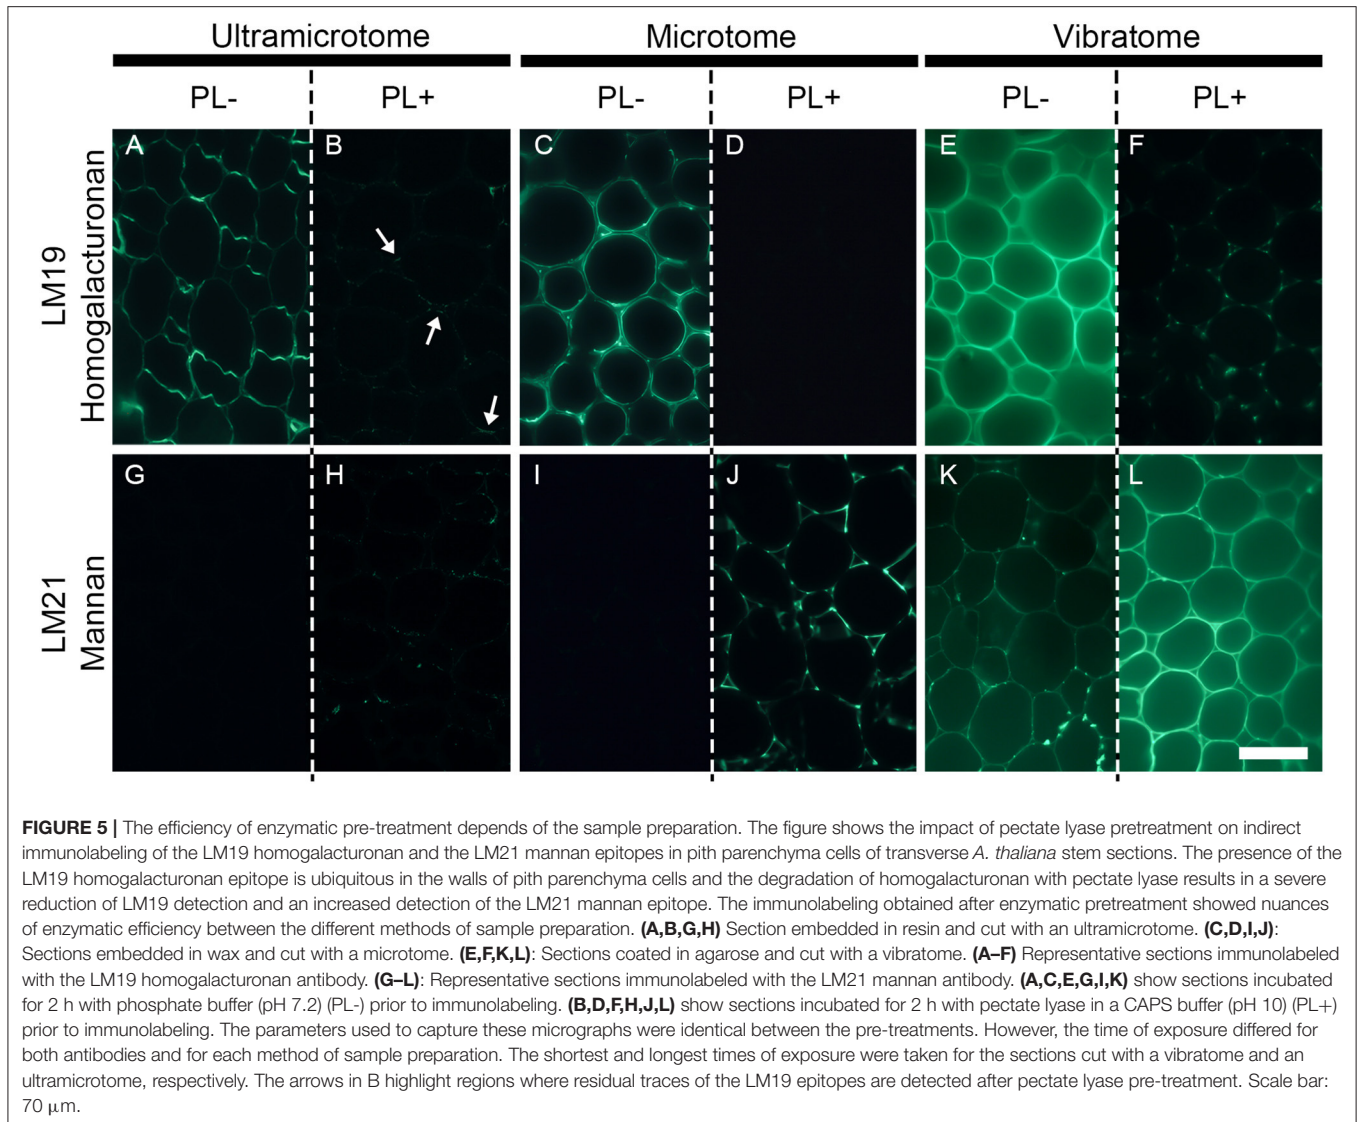 Ultramicrotome Microtome Vibratome
PL- PL+ PL- PL+ PL- PL+
LM19
Homogalacturonan
A B C D E F
LM21
Mannan
G H I J K L
FIGURE 5 | The efficiency of enzymatic pre-treatment depends of the sample preparation. The figure shows the impact of pectate lyase pretreatment on indirect
immunolabeling of the LM19 homogalacturonan and the LM21 mannan epitopes in pith parenchyma cells of transverse A. thaliana stem sections. The presence of the
LM19 homogalacturonan epitope is ubiquitous in the walls of pith parenchyma cells and the degradation of homogalacturonan with pectate lyase results in a severe
reduction of LM19 detection and an increased detection of the LM21 mannan epitope. The immunolabeling obtained after enzymatic pretreatment showed nuances
of enzymatic efficiency between the different methods of sample preparation. (A,B,G,H) Section embedded in resin and cut with an ultramicrotome. (C,D,I,J):
Sections embedded in wax and cut with a microtome. (E,F,K,L): Sections coated in agarose and cut with a vibratome. (A–F) Representative sections immunolabeled
with the LM19 homogalacturonan antibody. (G–L): Representative sections immunolabeled with the LM21 mannan antibody. (A,C,E,G,I,K) show sections incubated
for 2 h with phosphate buffer (pH 7.2) (PL-) prior to immunolabeling. (B,D,F,H,J,L) show sections incubated for 2 h with pectate lyase in a CAPS buffer (pH 10) (PL+)
prior to immunolabeling. The parameters used to capture these micrographs were identical between the pre-treatments. However, the time of exposure differed for
both antibodies and for each method of sample preparation. The shortest and longest times of exposure were taken for the sections cut with a vibratome and an
ultramicrotome, respectively. The arrows in B highlight regions where residual traces of the LM19 epitopes are detected after pectate lyase pre-treatment. Scale bar:
70 μm.